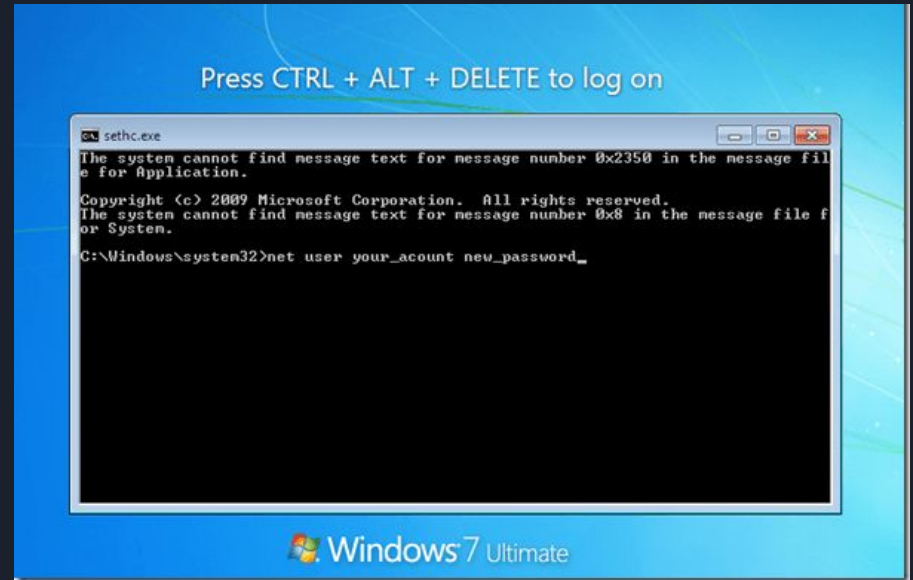 Press CTRL + ALT + DELETE to log on
sethc.exe
The system cannot find message text for message number 0x2350 in the message fil
e for Application.
Copyright (c) 2009 Microsoft Corporation.  All rights reserved.
The system cannot find message text for message number 0x8 in the message file f
or System.
C:\Windows\system32>net user your_acount new_password_
Windows 7 Ultimate